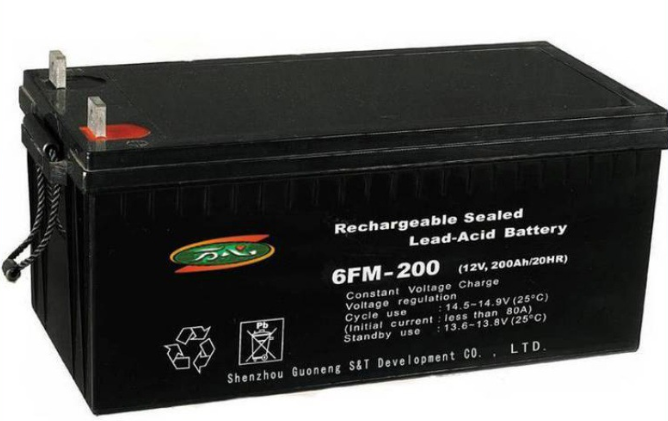 Rechargeable Sealed
Lead-Acid Battery
6FM-200 (12V, 200Ah/20HR)
Constant Voltage Charge
Voltage regulation
Cycle use : 14.5-14.9V (25°C)
(Initial current : less than 80A)
Standby use : 13.6-13.8V (25°C)
Pb
Shenzhou Guoneng S&T Development CO. , LTD.